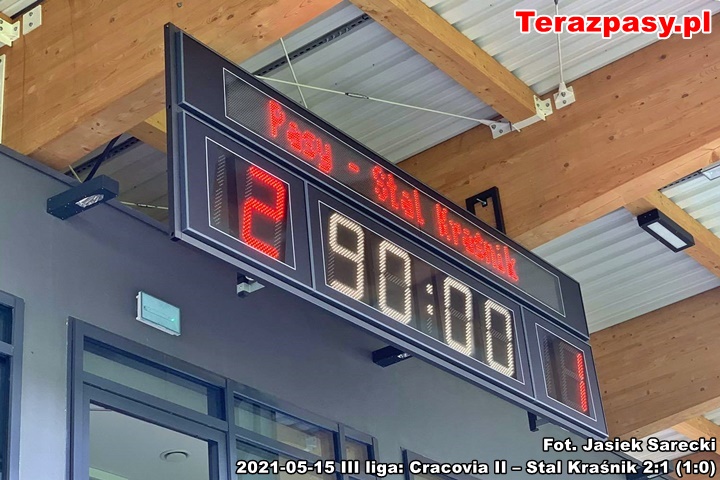 Terazpasy.pl
Pasy - Stal Kraśnik
2 90:00 1
Fot. Jasiek Sarecki
2021-05-15 III liga: Cracovia II – Stal Kraśnik 2:1 (1:0)